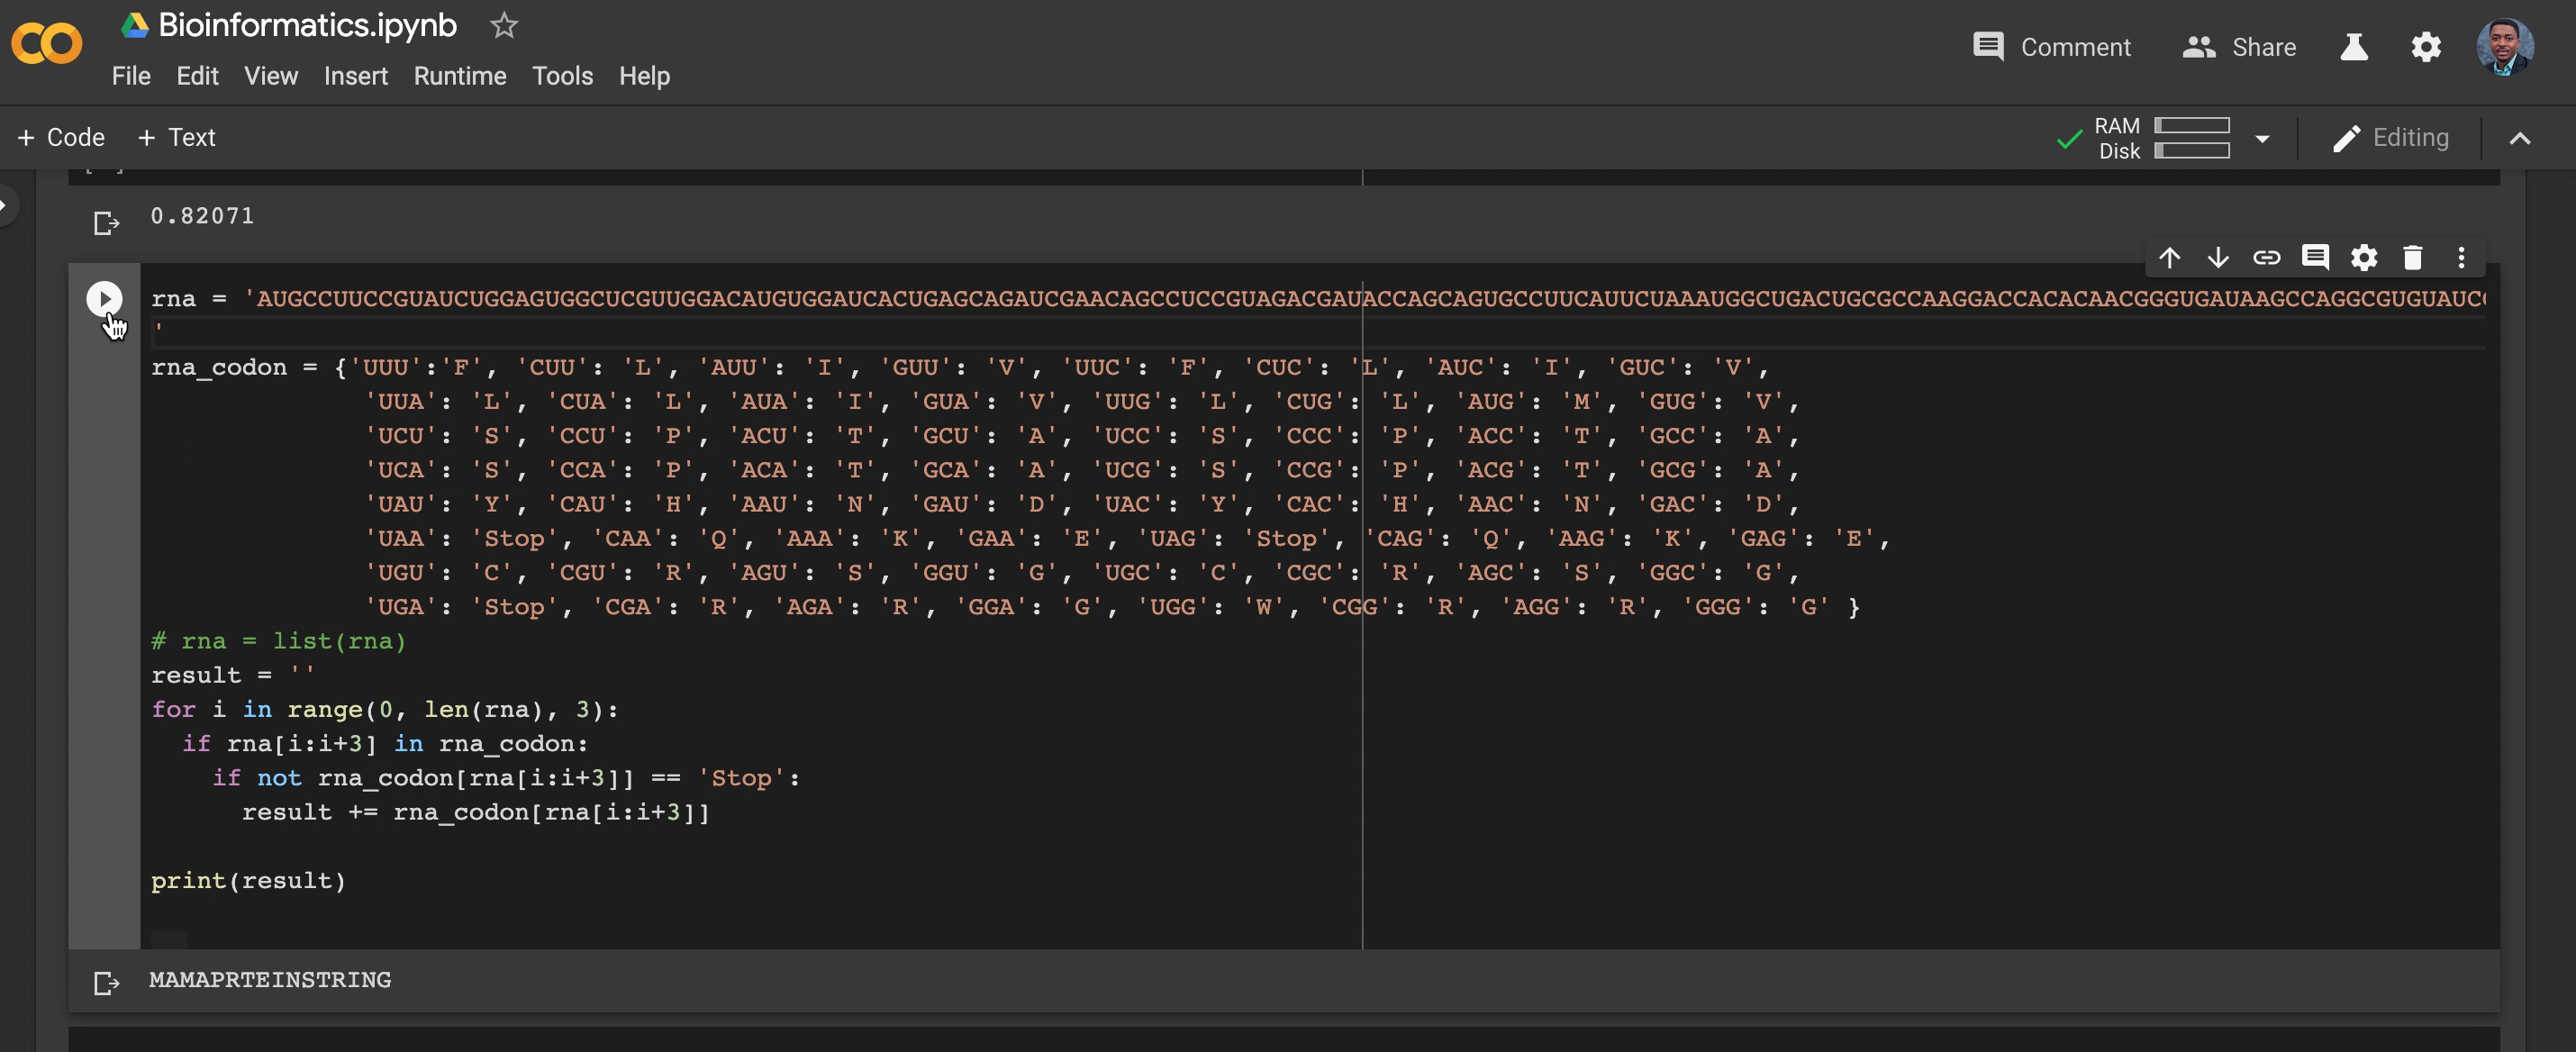 Bioinformatics.ipynb
File Edit View Insert Runtime Tools Help
Comment Share
+ Code + Text
RAM
Disk
Editing
0.82071
rna = 'AUGCCUUCCGUAUCUGGAGUGGCUCGUUGGACAUGUGGAUCACUGAGCAGAUCGAACAGCCUCCGUAGACGAUACCAGCAGUGCCUUCAUUCUAAAUGGCUGACUGCGCCAAGGACCACACAACGGGUGAUAAGCCAGGCGUGUAUC
'
rna_codon = {'UUU':'F', 'CUU': 'L', 'AUU': 'I', 'GUU': 'V', 'UUC': 'F', 'CUC': 'L', 'AUC': 'I', 'GUC': 'V',
'UUA': 'L', 'CUA': 'L', 'AUA': 'I', 'GUA': 'V', 'UUG': 'L', 'CUG': 'L', 'AUG': 'M', 'GUG': 'V',
'UCU': 'S', 'CCU': 'P', 'ACU': 'T', 'GCU': 'A', 'UCC': 'S', 'CCC': 'P', 'ACC': 'T', 'GCC': 'A',
'UCA': 'S', 'CCA': 'P', 'ACA': 'T', 'GCA': 'A', 'UCG': 'S', 'CCG': 'P', 'ACG': 'T', 'GCG': 'A',
'UAU': 'Y', 'CAU': 'H', 'AAU': 'N', 'GAU': 'D', 'UAC': 'Y', 'CAC': 'H', 'AAC': 'N', 'GAC': 'D',
'UAA': 'Stop', 'CAA': 'Q', 'AAA': 'K', 'GAA': 'E', 'UAG': 'Stop', 'CAG': 'Q', 'AAG': 'K', 'GAG': 'E',
'UGU': 'C', 'CGU': 'R', 'AGU': 'S', 'GGU': 'G', 'UGC': 'C', 'CGC': 'R', 'AGC': 'S', 'GGC': 'G',
'UGA': 'Stop', 'CGA': 'R', 'AGA': 'R', 'GGA': 'G', 'UGG': 'W', 'CGG': 'R', 'AGG': 'R', 'GGG': 'G' }
# rna = list(rna)
result = ''
for i in range(0, len(rna), 3):
if rna[i:i+3] in rna_codon:
if not rna_codon[rna[i:i+3]] == 'Stop':
result += rna_codon[rna[i:i+3]]
print(result)
MAMAPRTEINSTRING